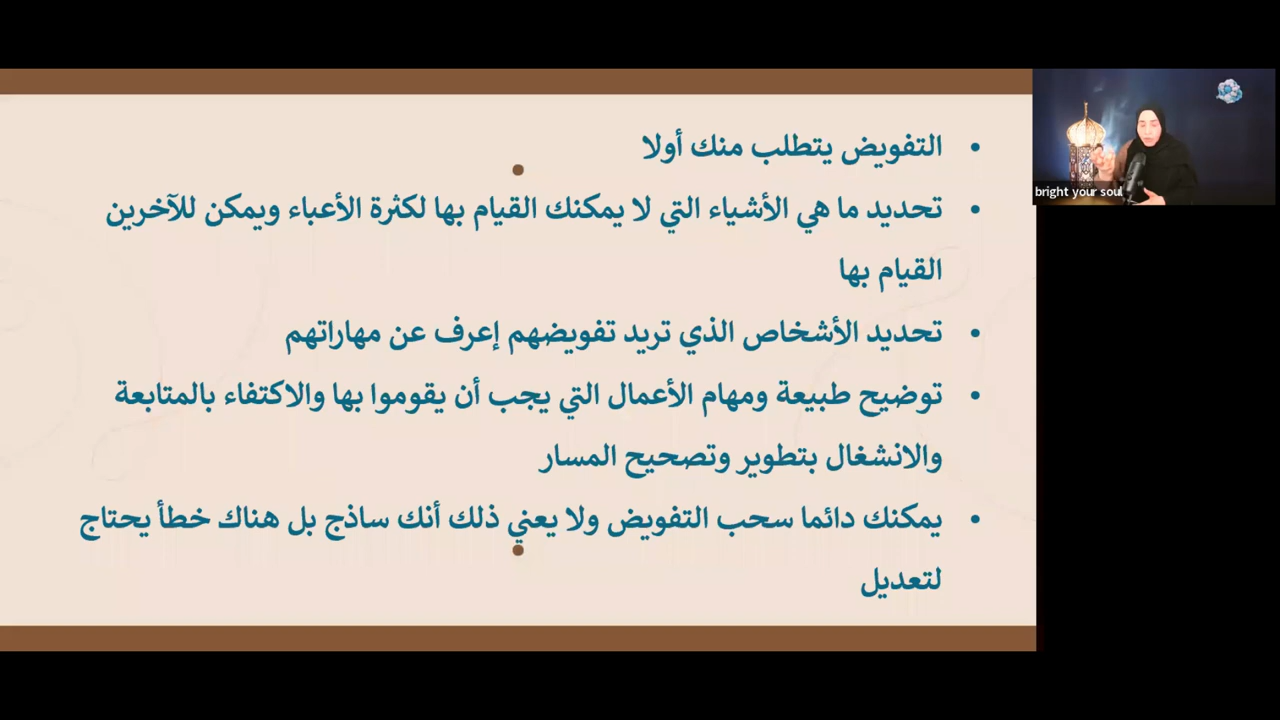 التفويض يتطلب منك أولا
تحديد ما هي الأشياء التي لا يمكنك القيام بها لكثرة الأعباء ويمكن للآخرين
القيام بها
تحديد الأشخاص الذي تريد تفويضهم إعرف عن مهاراتهم
توضيح طبيعة ومهام الأعمال التي يجب أن يقوموا بها والاكتفاء بالمتابعة
والانشغال بتطوير وتصحيح المسار
يمكنك دائما سحب التفويض ولا يعني ذلك أنك ساذج بل هناك خطأ يحتاج
لتعديل
bright your soul